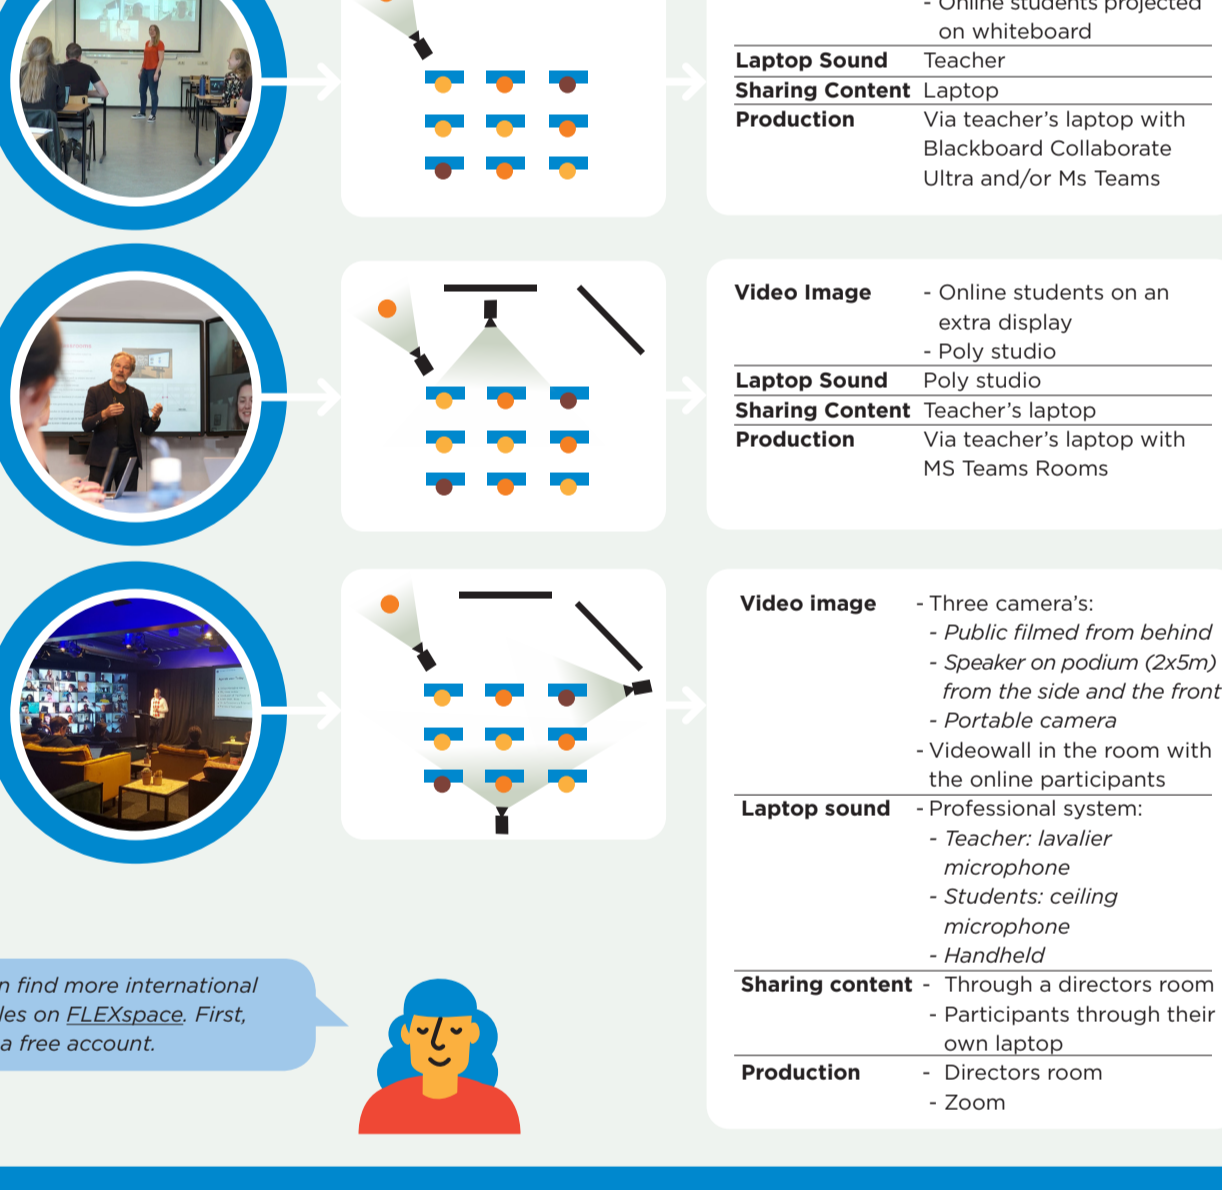 - Online students projected
on whiteboard
Laptop Sound Teacher
Sharing Content Laptop
Production Via teacher's laptop with
Blackboard Collaborate
Ultra and/or Ms Teams
Video Image - Online students on an
extra display
- Poly studio
Laptop Sound Poly studio
Sharing Content Teacher's laptop
Production Via teacher's laptop with
MS Teams Rooms
Video image - Three camera's:
- Public filmed from behind
- Speaker on podium (2x5m)
from the side and the front
- Portable camera
- Videowall in the room with
the online participants
Laptop sound - Professional system:
- Teacher: lavalier
microphone
- Students: ceiling
microphone
- Handheld
Sharing content - Through a directors room
- Participants through their
own laptop
Production - Directors room
- Zoom
n find more international
les on FLEXspace. First,
a free account.